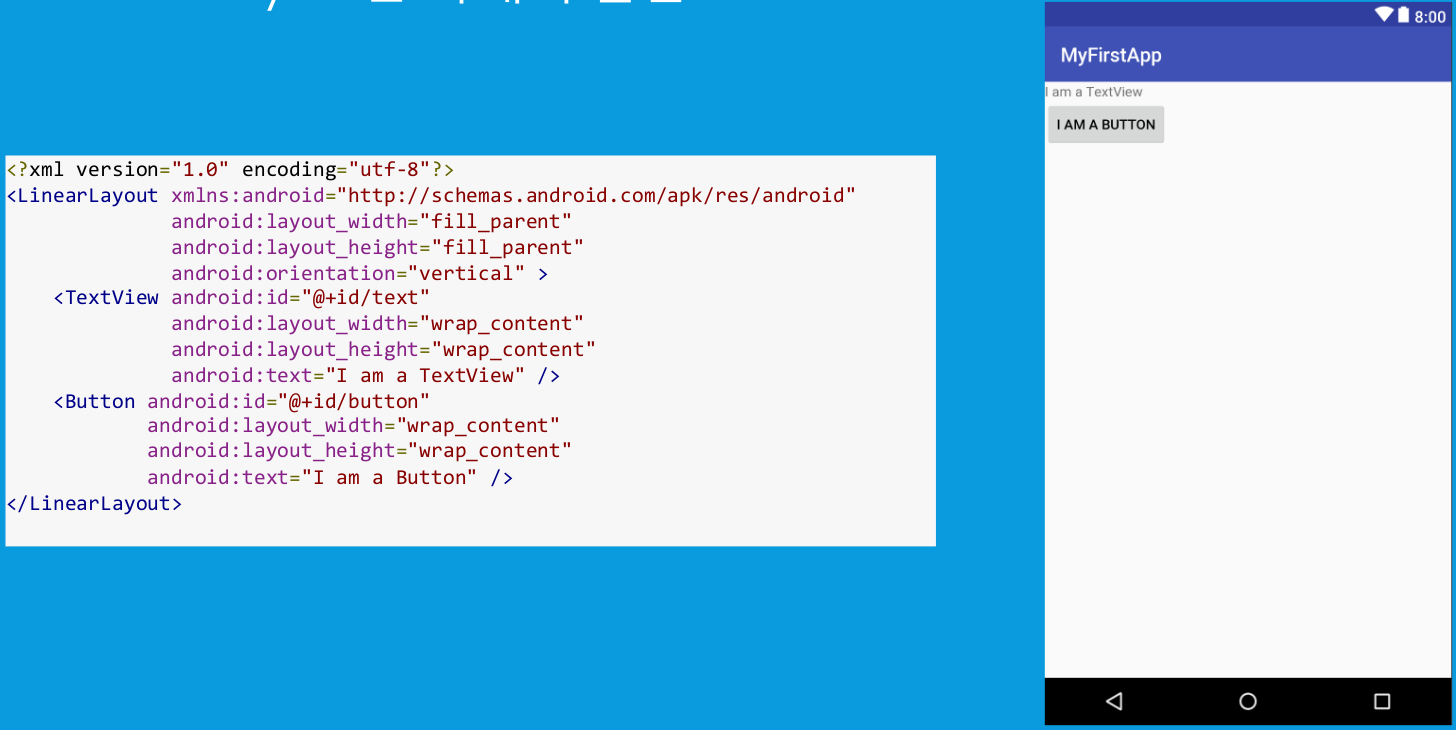 <?xml version="1.0" encoding="utf-8"?>
<LinearLayout xmlns:android="http://schemas.android.com/apk/res/android"
              android:layout_width="fill_parent"
              android:layout_height="fill_parent"
              android:orientation="vertical" >
    <TextView android:id="@+id/text"
              android:layout_width="wrap_content"
              android:layout_height="wrap_content"
              android:text="I am a TextView" />
    <Button android:id="@+id/button"
            android:layout_width="wrap_content"
            android:layout_height="wrap_content"
            android:text="I am a Button" />
</LinearLayout>
8:00
MyFirstApp
I am a TextView
I AM A BUTTON